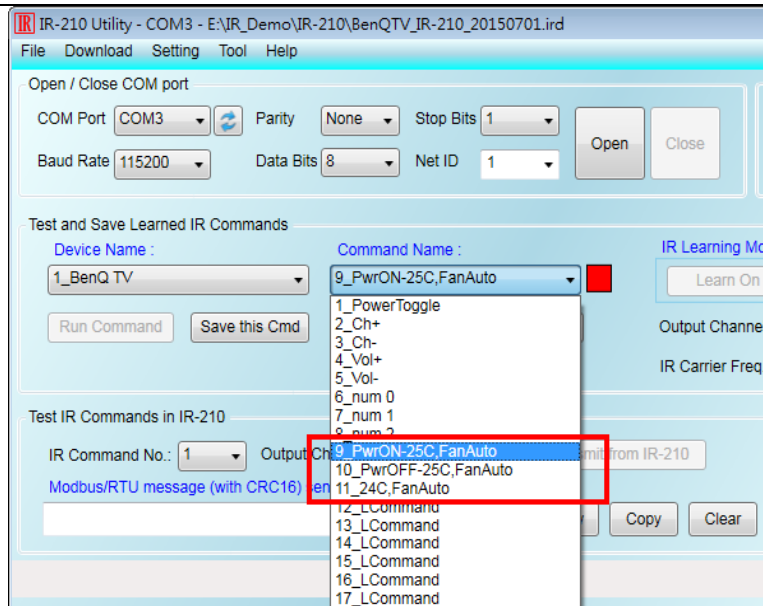 IR-210 Utility - COM3 - E:\IR_Demo\IR-210\BenQTV_IR-210_20150701.ird
File Download Setting Tool Help
Open / Close COM port
COM Port COM3 Parity None Stop Bits 1
Open Close
Baud Rate 115200 Data Bits 8 Net ID 1
Test and Save Learned IR Commands
Device Name : Command Name : IR Learning Mo
1_BenQ TV 9_PwrON-25C,FanAuto Learn On
Run Command Save this Cmd Output Channe
IR Carrier Freq
1_PowerToggle
2_Ch+
3_Ch-
4_Vol+
5_Vol-
6_num 0
7_num 1
8_num 2
9_PwrON-25C,FanAuto
10_PwrOFF-25C,FanAuto
11_24C,FanAuto
12_LCommand
13_LCommand
14_LCommand
15_LCommand
16_LCommand
17_LCommand
Test IR Commands in IR-210
IR Command No.: 1 Output Ch mit from IR-210
Modbus/RTU message (with CRC16) sen
Copy Clear